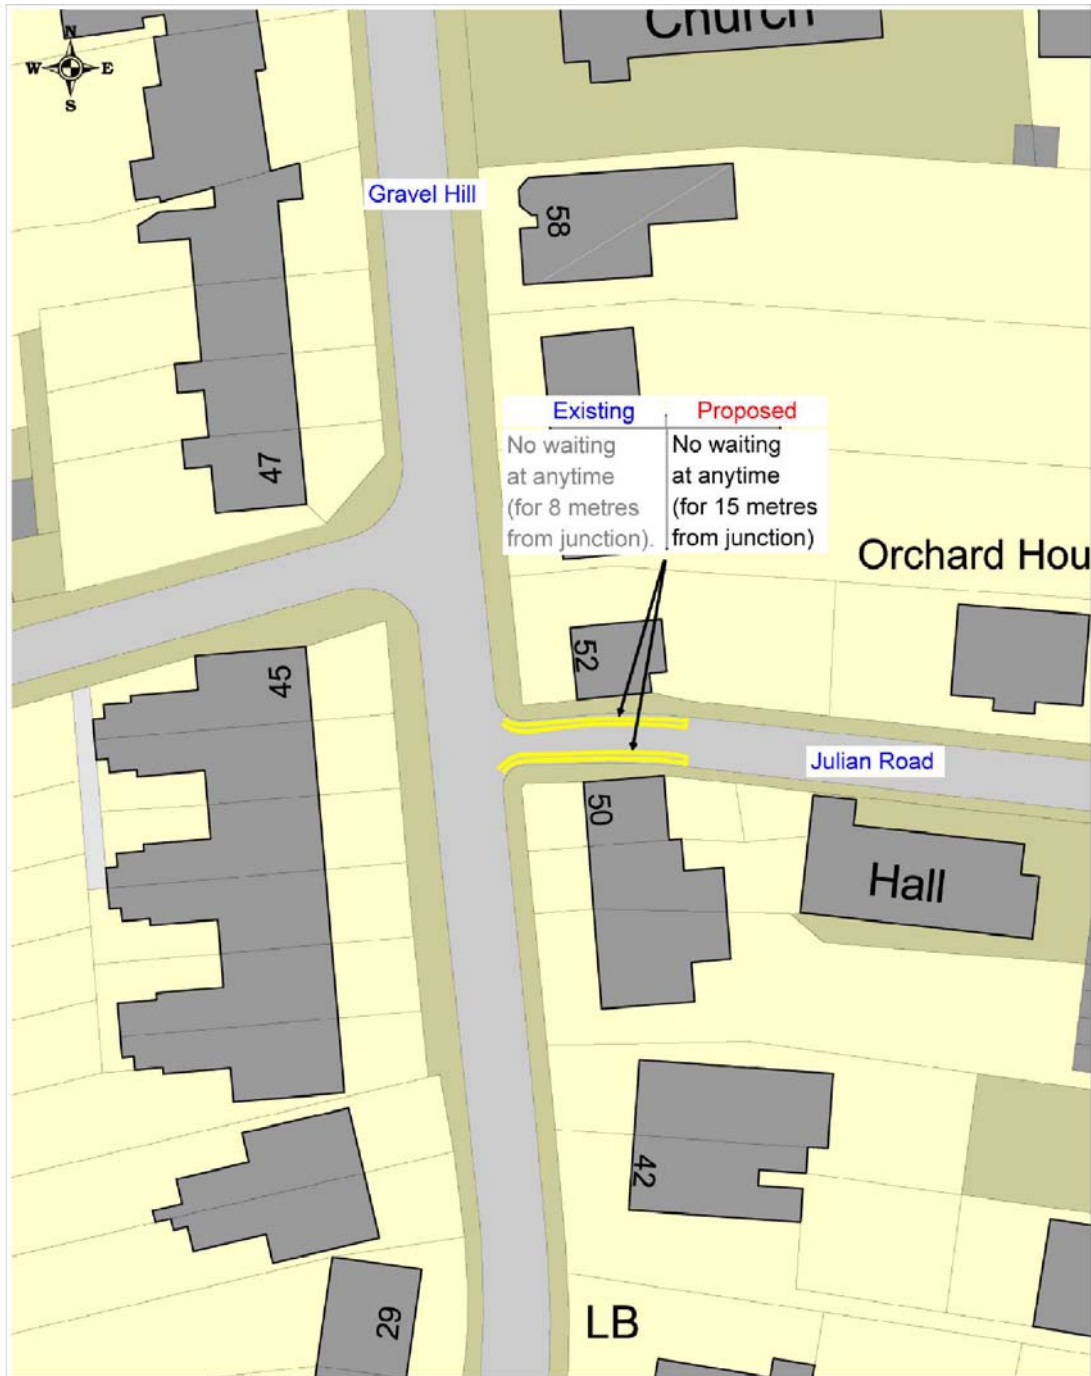 Church
N
W E
S
Gravel Hill
58
47
Existing Proposed
No waiting No waiting
at anytime at anytime
(for 8 metres (for 15 metres
from junction). from junction)
Orchard Hou
52
45
Julian Road
50
Hall
42
29
LB